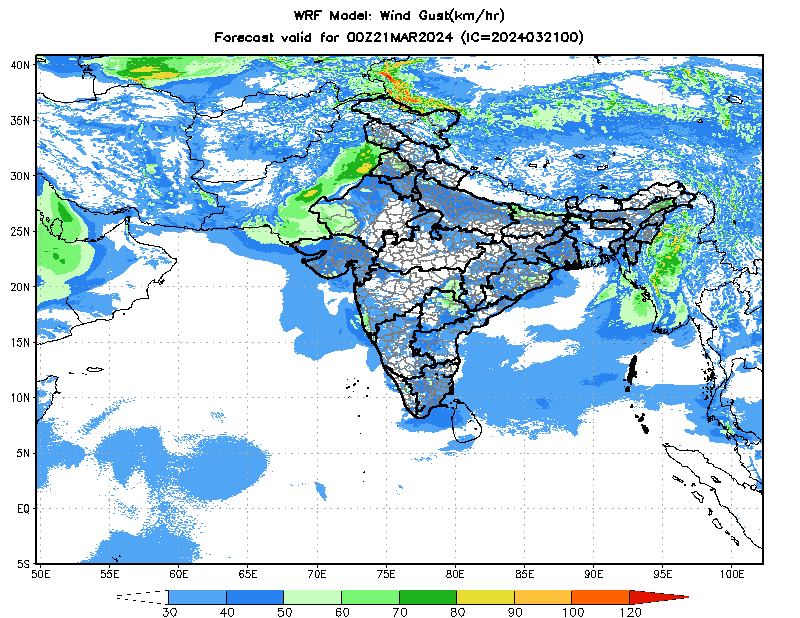 WRF Model: Wind Gust(km/hr)
Forecast valid for 00Z21MAR2024 (IC=2024032100)
40N
35N
30N
25N
20N
15N
10N
5N
EQ
5S
50E 55E 60E 65E 70E 75E 80E 85E 90E 95E 100E
30 40 50 60 70 80 90 100 120